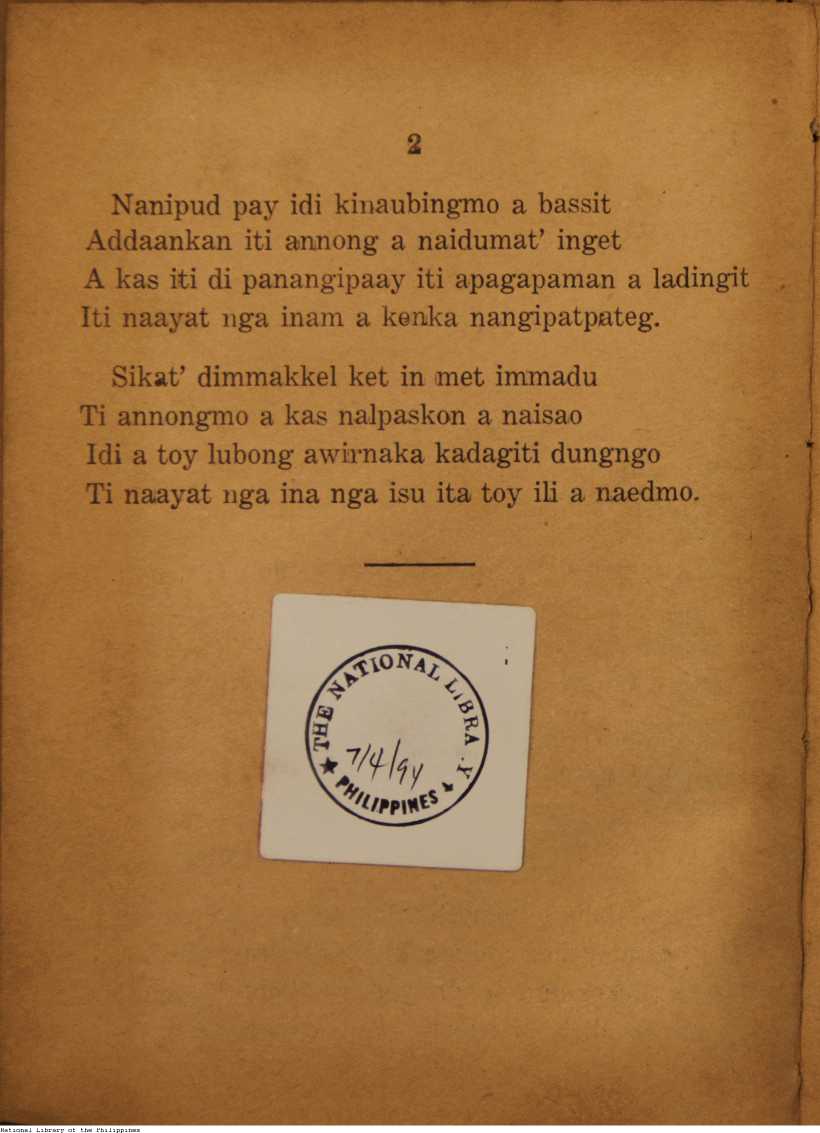 2
Nanipud pay idi kinaubingmo a bassit
Addaankan iti annong a naidumat' inget
A kas iti di panangipaay iti apagapaman a ladingit
Iti naayat nga inam a kenka nangipatpateg.
Sikat' dimmakkel ket in met immadu
Ti annongmo a kas nalpaskon a naisao
Idi a toy lubong awirnaka kadagiti dungngo
Ti naayat nga ina nga isu ita toy ili a naedmo.
THE NATIONAL LIBRA Y
7/4/94
PHILIPPINES
National Library of the Philippines